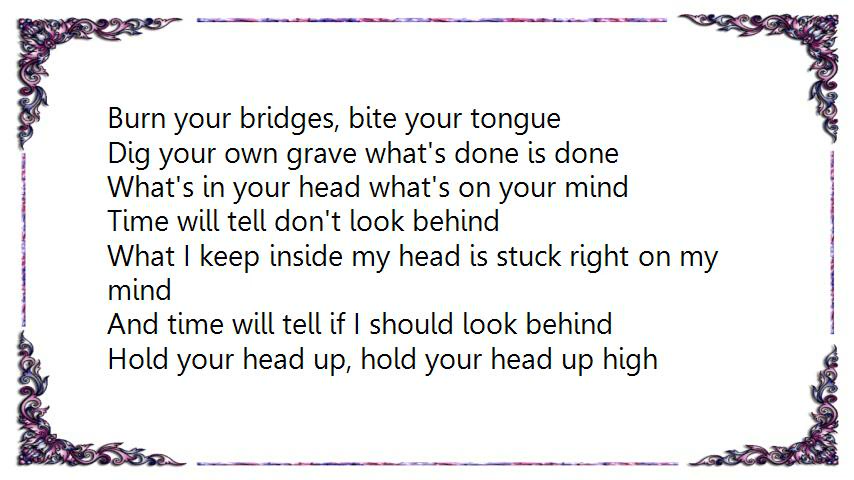 Burn your bridges, bite your tongue
Dig your own grave what's done is done
What's in your head what's on your mind
Time will tell don't look behind
What I keep inside my head is stuck right on my
mind
And time will tell if I should look behind
Hold your head up, hold your head up high